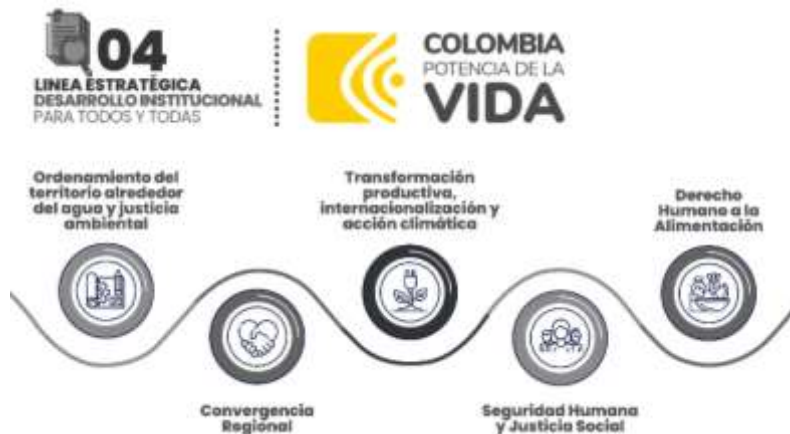 04
LINEA ESTRATÉGICA
DESARROLLO INSTITUCIONAL
PARA TODOS Y TODAS
COLOMBIA
POTENCIA DE LA
VIDA
Ordenamiento del
territorio alrededor
del agua y justicia
ambiental
Transformación
productiva,
internacionalización y
acción climática
Derecho
Humano a la
Alimentación
Convergencia
Regional
Seguridad Humana
y Justicia Social